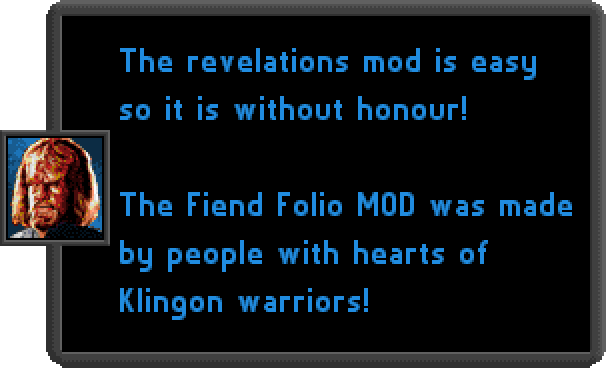 The revelations mod is easy
so it is without honour!
The Fiend Folio MOD was made
by people with hearts of
Klingon warriors!